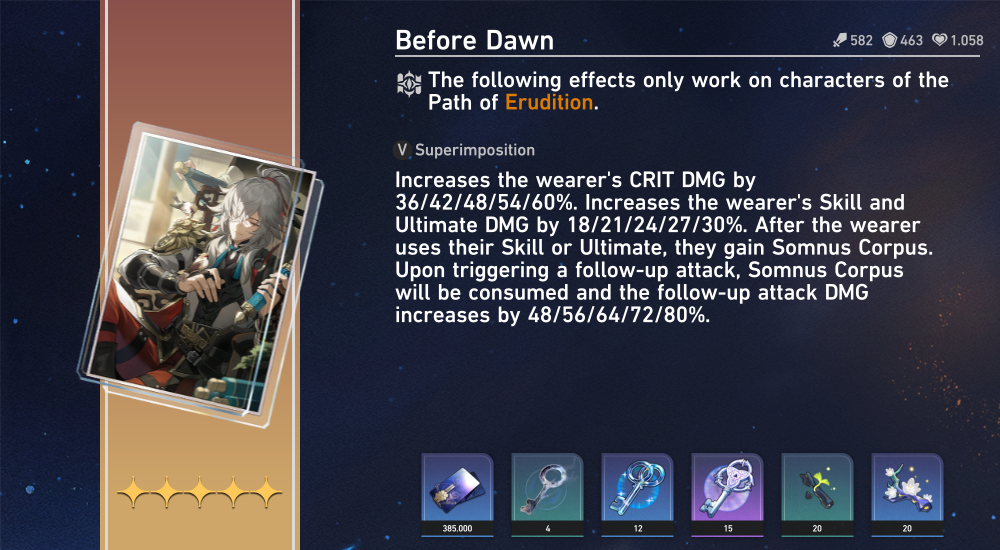 Before Dawn
582 463 1.058
The following effects only work on characters of the
Path of Erudition.
V Superimposition
Increases the wearer's CRIT DMG by
36/42/48/54/60%. Increases the wearer's Skill and
Ultimate DMG by 18/21/24/27/30%. After the wearer
uses their Skill or Ultimate, they gain Somnus Corpus.
Upon triggering a follow-up attack, Somnus Corpus
will be consumed and the follow-up attack DMG
increases by 48/56/64/72/80%.
385.000 4 12 15 20 20